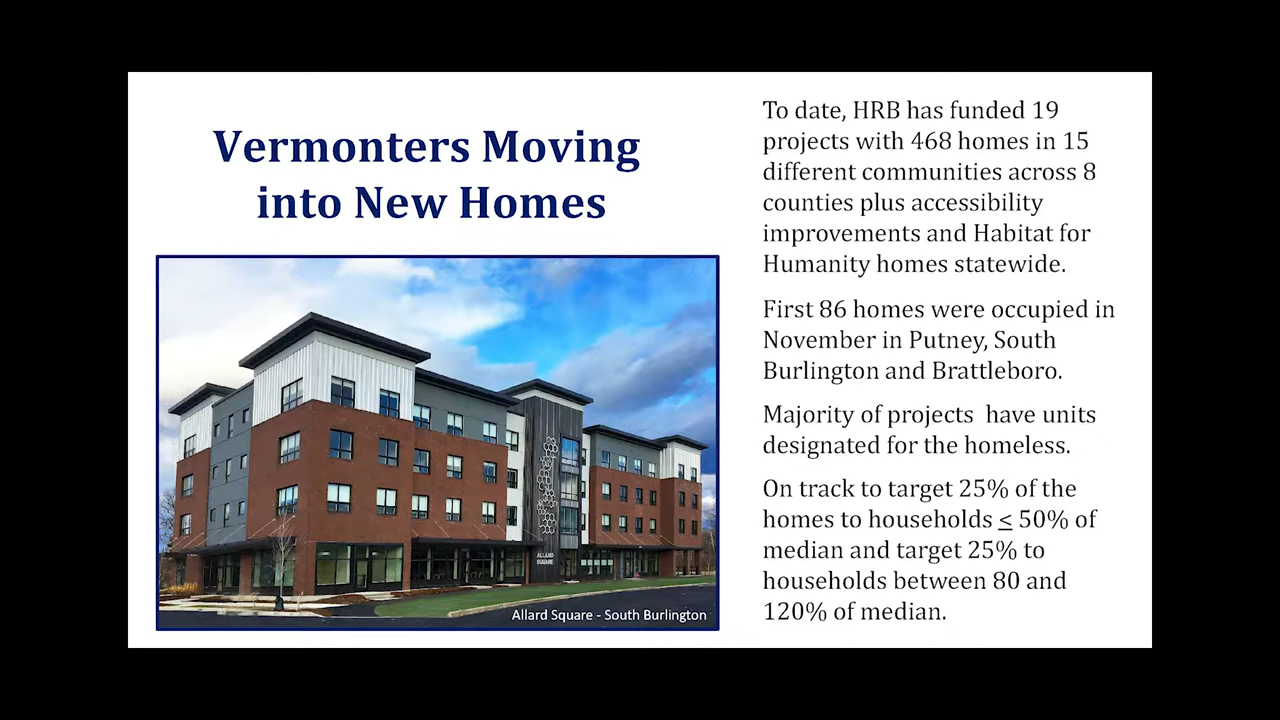 Vermonters Moving
into New Homes
ALLARD
SQUARE
Allard Square - South Burlington
To date, HRB has funded 19
projects with 468 homes in 15
different communities across 8
counties plus accessibility
improvements and Habitat for
Humanity homes statewide.
First 86 homes were occupied in
November in Putney, South
Burlington and Brattleboro.
Majority of projects  have units
designated for the homeless.
On track to target 25% of the
homes to households ≤ 50% of
median and target 25% to
households between 80 and
120% of median.